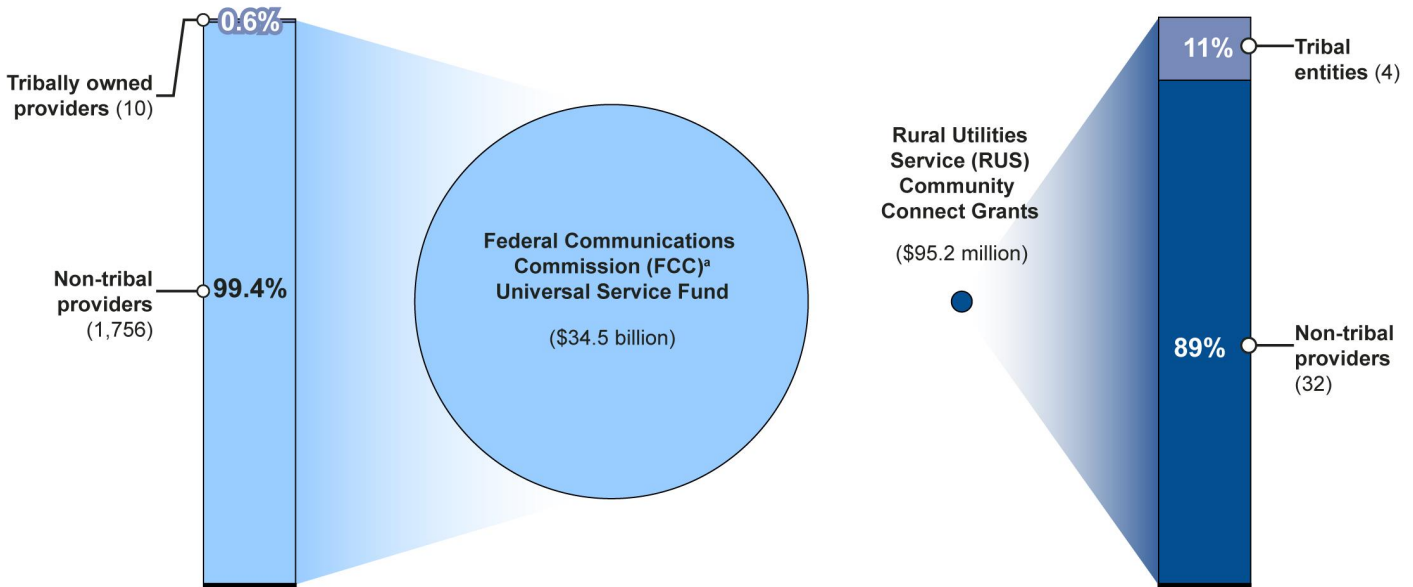 0.6%
Tribally owned
providers (10)
Non-tribal
providers
(1,756)
99.4%
Federal Communications
Commission (FCC)ᵃ
Universal Service Fund
($34.5 billion)
Rural Utilities
Service (RUS)
Community
Connect Grants
($95.2 million)
11%
Tribal
entities (4)
89%
Non-tribal
providers
(32)